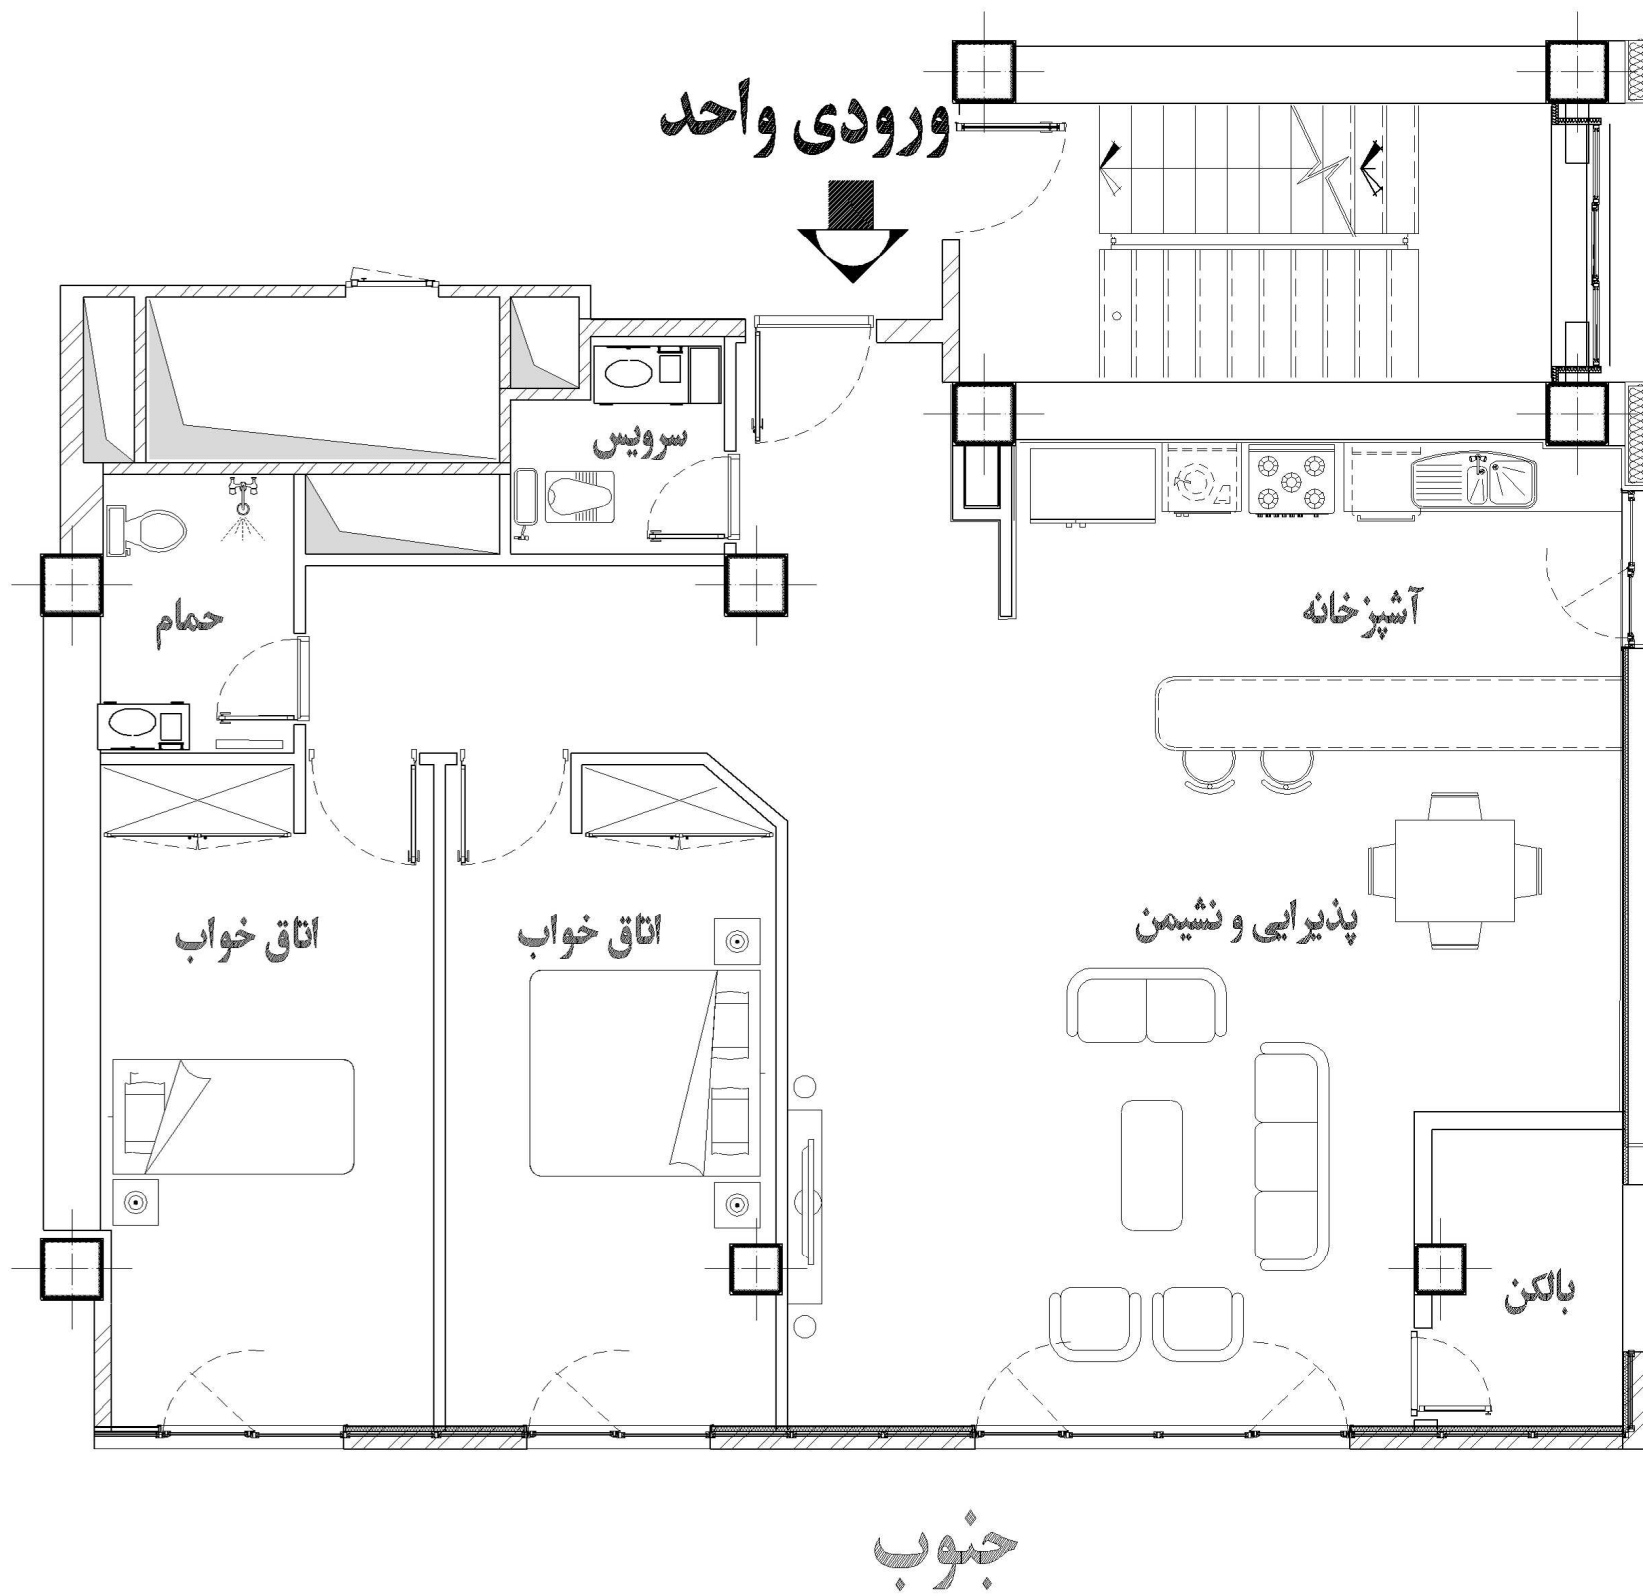 ورودی واحد
سرویس
حمام
آشپزخانه
پذیرایی و نشیمن
اتاق خواب
اتاق خواب
بالکن
جنوب